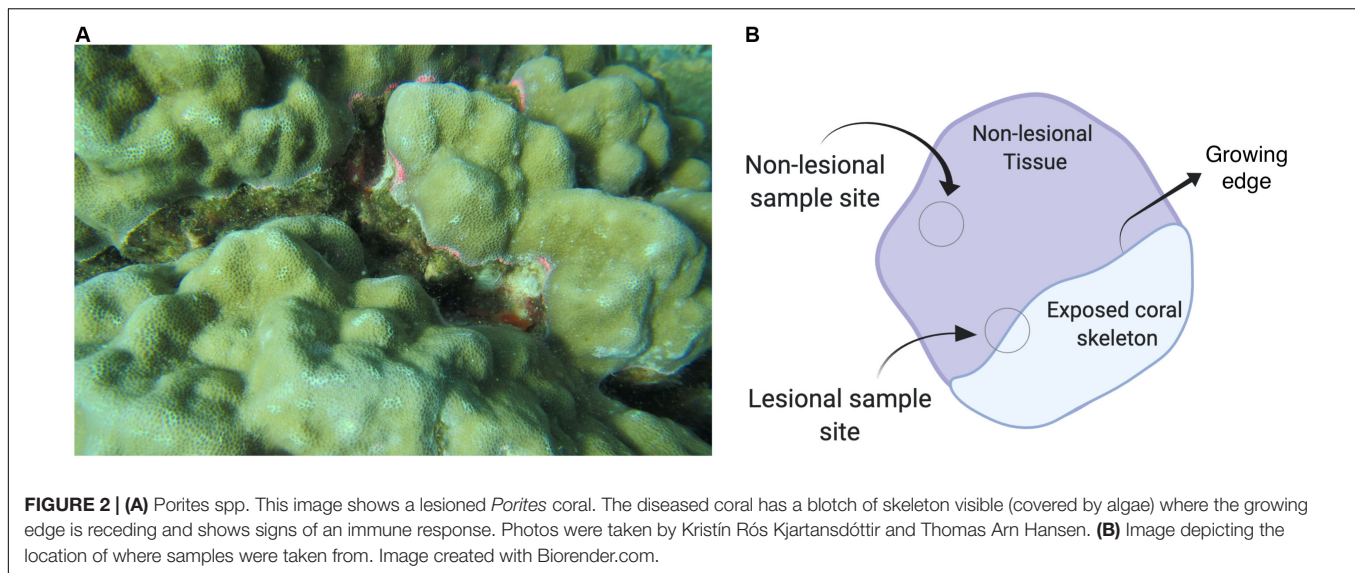 A
B
Non-lesional
Tissue
Growing
edge
Non-lesional
sample site
Exposed coral
skeleton
Lesional sample
site
FIGURE 2 | (A) Porites spp. This image shows a lesioned Porites coral. The diseased coral has a blotch of skeleton visible (covered by algae) where the growing
edge is receding and shows signs of an immune response. Photos were taken by Kristín Rós Kjartansdóttir and Thomas Arn Hansen. (B) Image depicting the
location of where samples were taken from. Image created with Biorender.com.